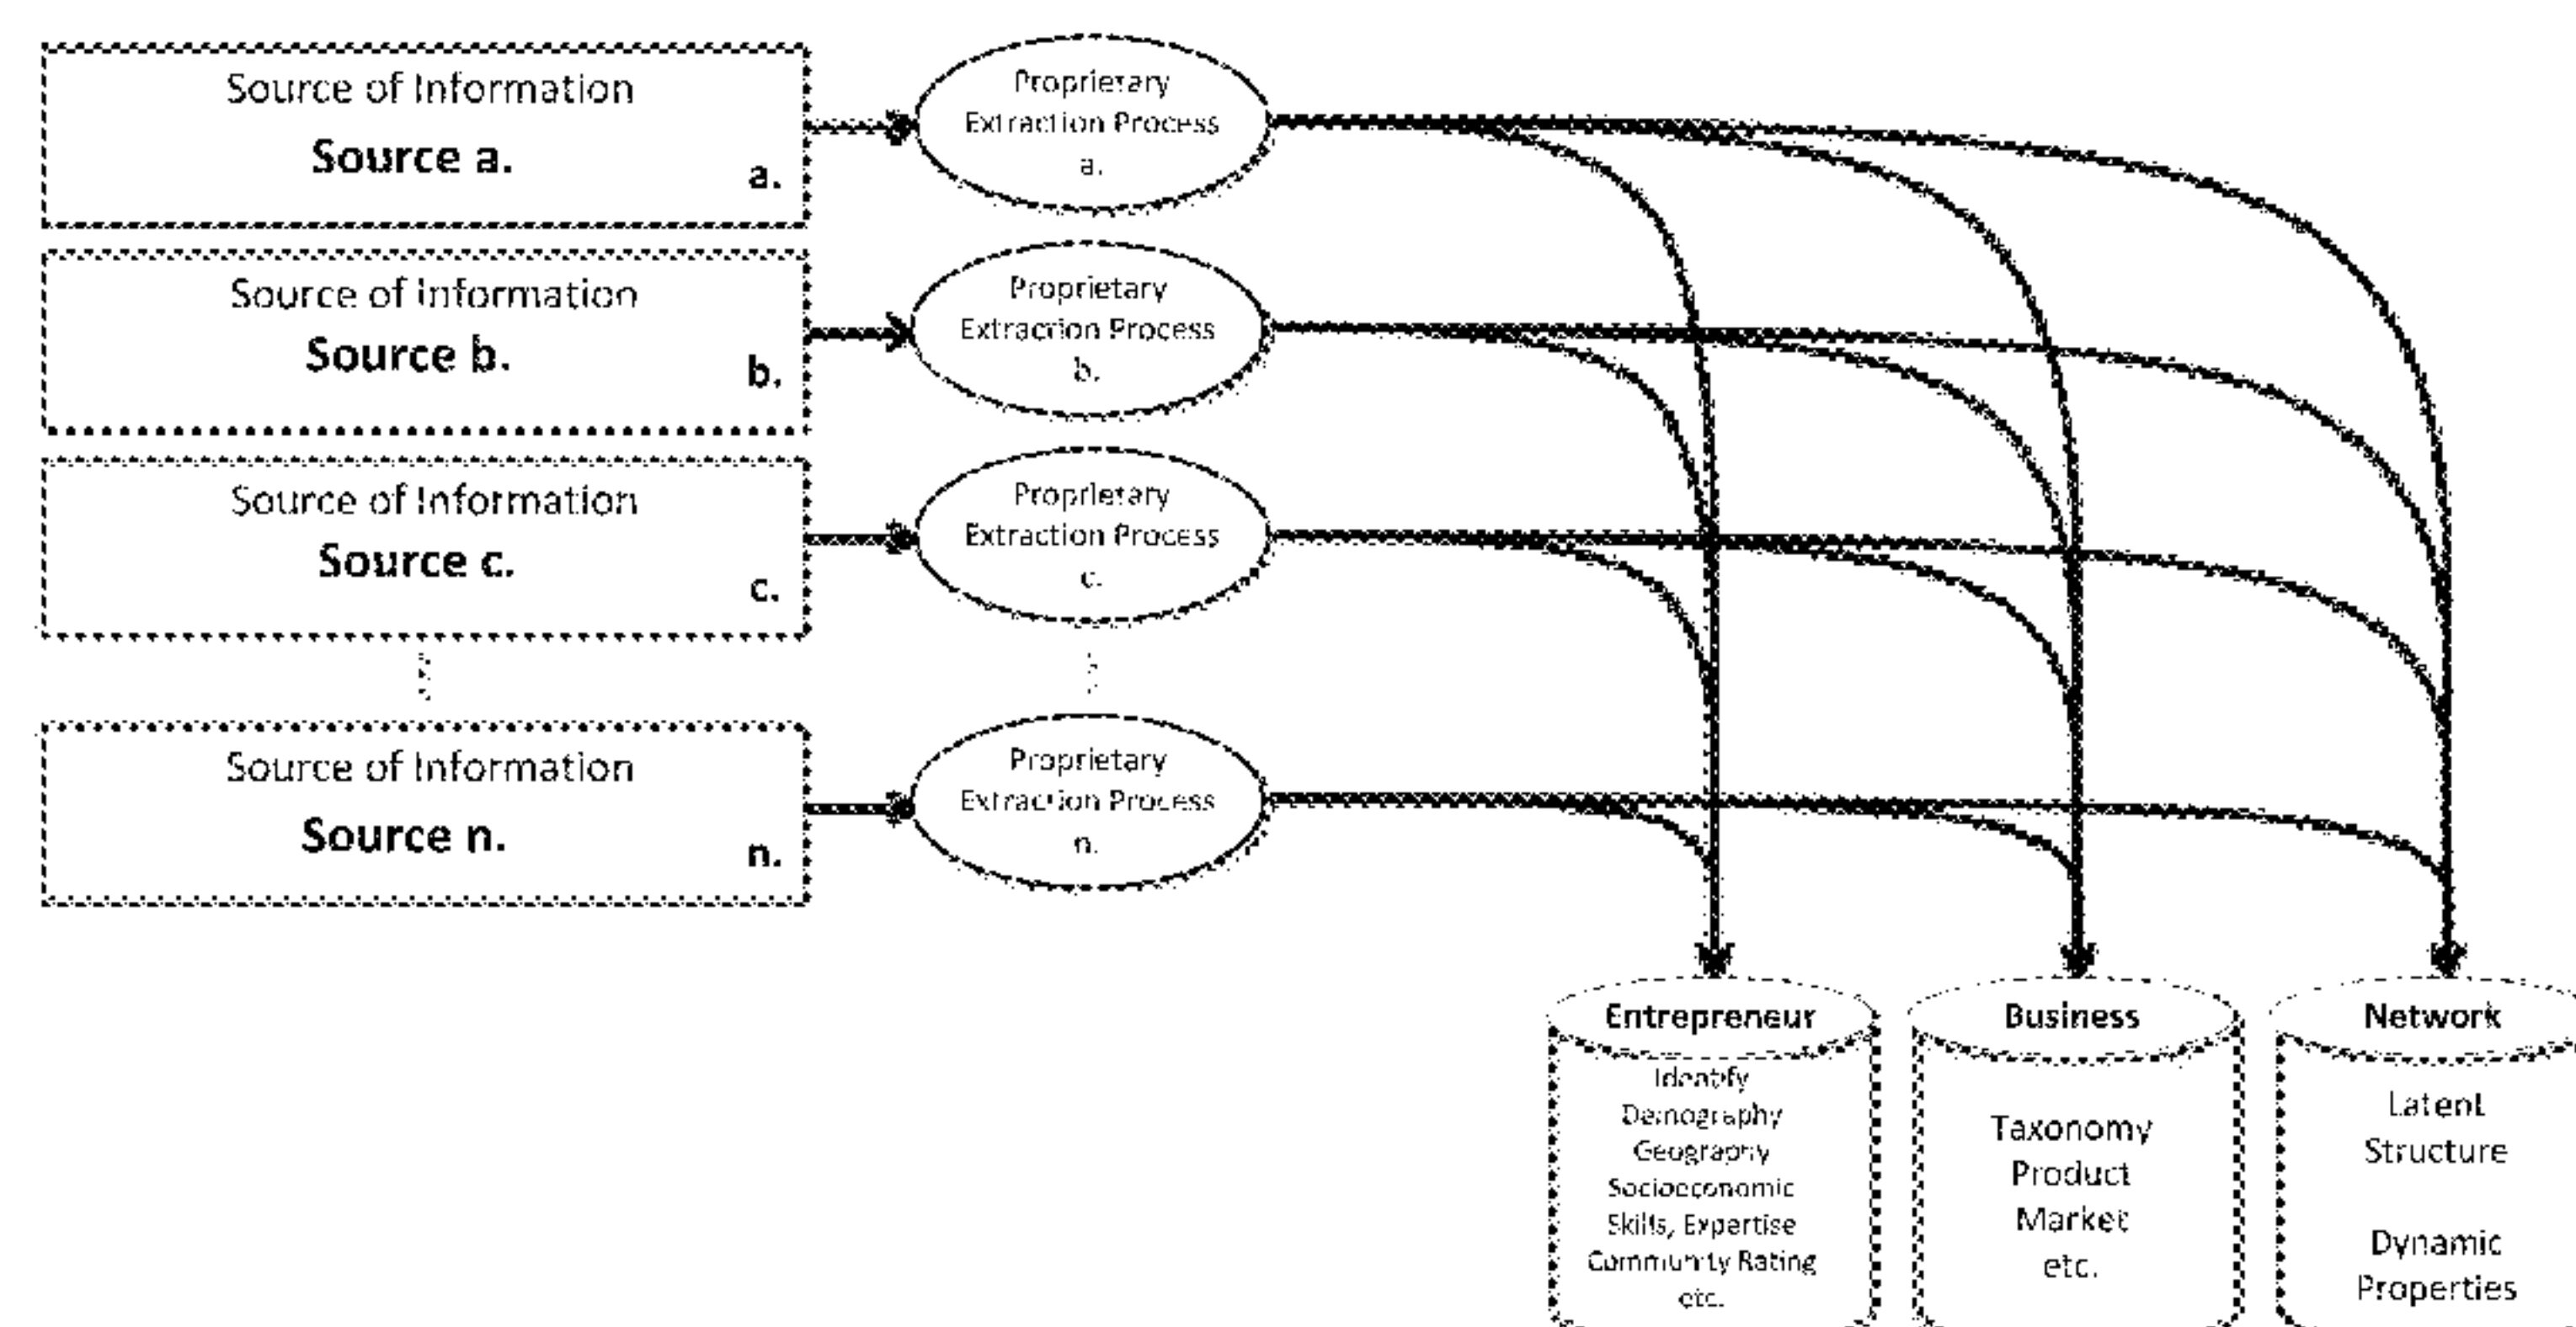 Source of Information
Source a.
a.
Proprietary
Extraction Process
a.
Source of Information
Source b.
b.
Proprietary
Extraction Process
b.
Source of Information
Source c.
c.
Proprietary
Extraction Process
c.
Source of Information
Source n.
n.
Proprietary
Extraction Process
n.
Entrepreneur
Identify
Demography
Geography
Socioeconomic
Skills, Expertise
Community Rating
etc.
Business
Taxonomy
Product
Market
etc.
Network
Latent
Structure
Dynamic
Properties